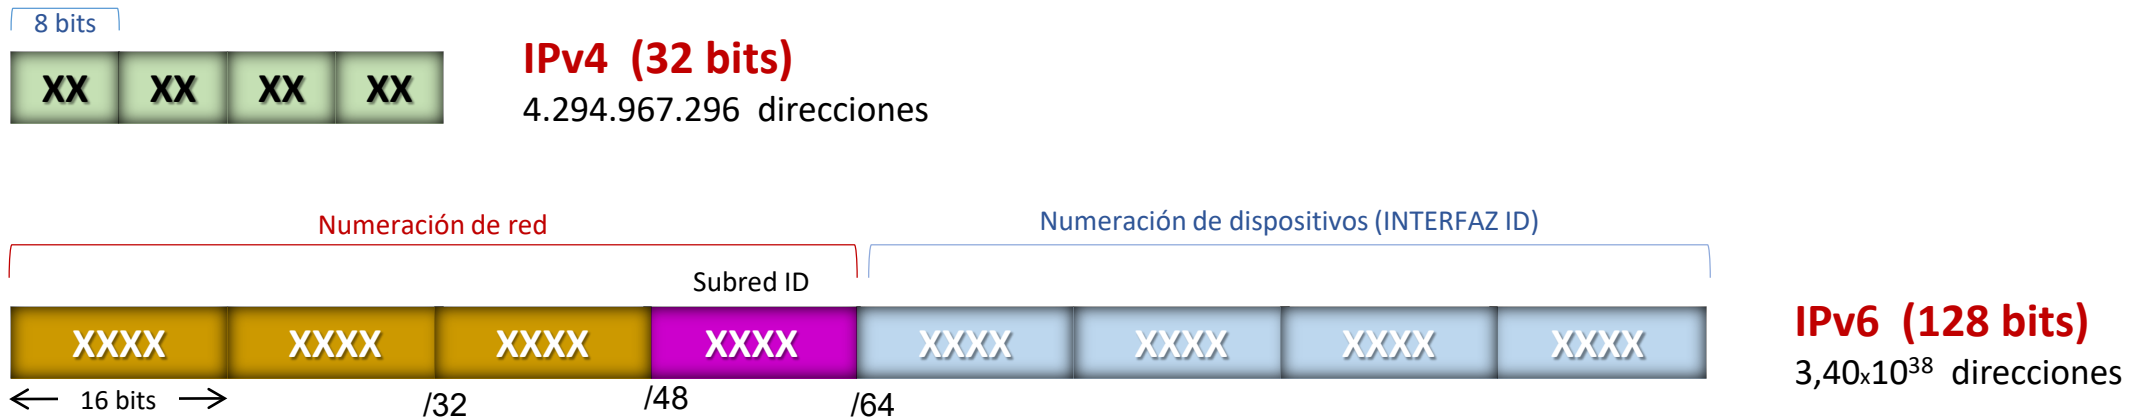 8 bits
XX XX XX XX
IPv4 (32 bits)
4.294.967.296 direcciones
Numeración de red
Numeración de dispositivos (INTERFAZ ID)
Subred ID
XXXX XXXX XXXX XXXX XXXX XXXX XXXX XXXX
16 bits
/32
/48
/64
IPv6 (128 bits)
3,40x10³⁸ direcciones